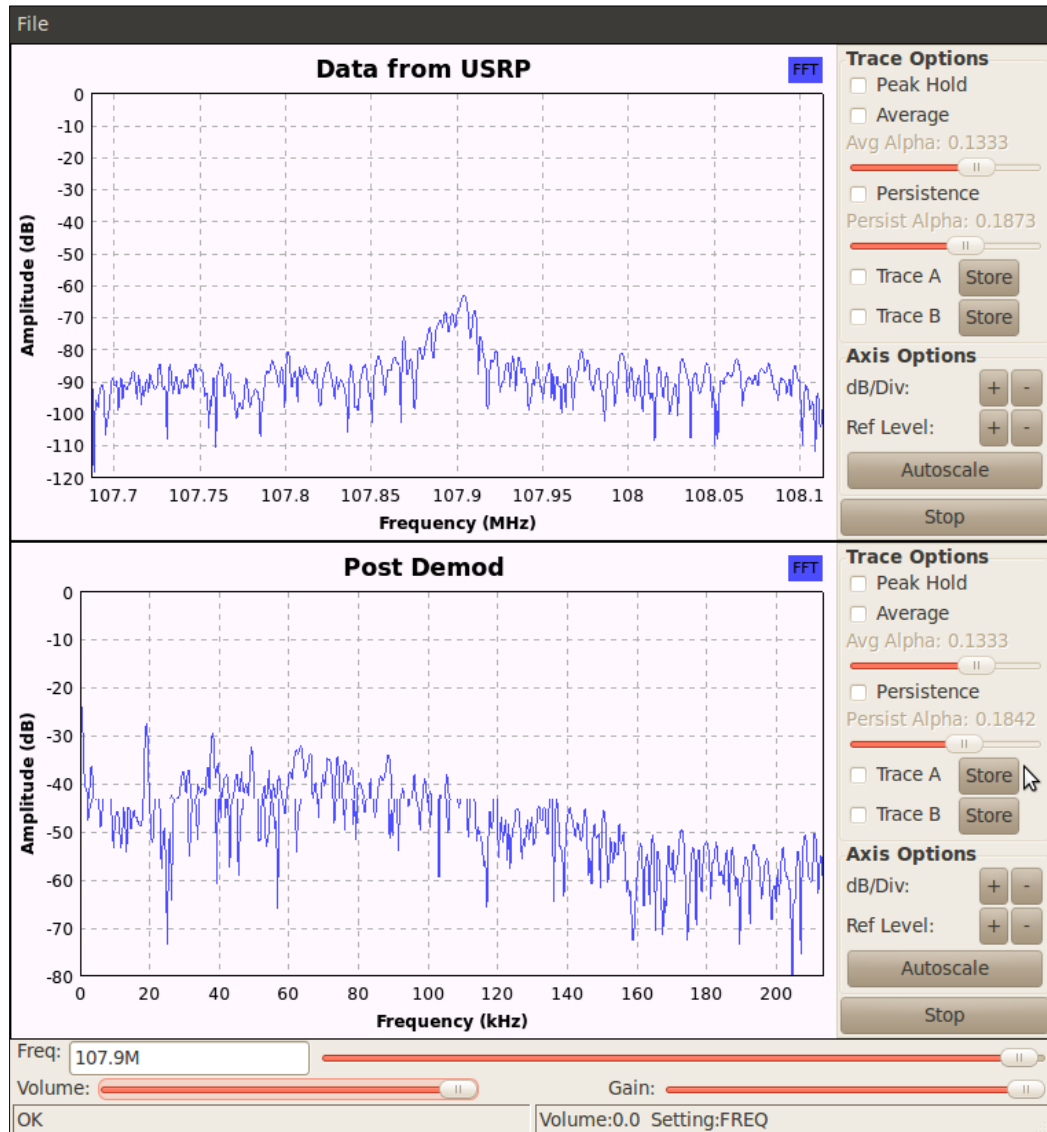 File
Data from USRP
FFT
0
-10
-20
-30
-40
-50
-60
-70
-80
-90
-100
-110
-120
Amplitude (dB)
107.7 107.75 107.8 107.85 107.9 107.95 108 108.05 108.1
Frequency (MHz)
Trace Options
Peak Hold
Average
Avg Alpha: 0.1333
Persistence
Persist Alpha: 0.1873
Trace A Store
Trace B Store
Axis Options
dB/Div: + -
Ref Level: + -
Autoscale
Stop
Post Demod
FFT
0
-10
-20
-30
-40
-50
-60
-70
-80
Amplitude (dB)
0 20 40 60 80 100 120 140 160 180 200
Frequency (kHz)
Trace Options
Peak Hold
Average
Avg Alpha: 0.1333
Persistence
Persist Alpha: 0.1842
Trace A Store
Trace B Store
Axis Options
dB/Div: + -
Ref Level: + -
Autoscale
Stop
Freq: 107.9M
Volume: Gain:
OK Volume:0.0 Setting:FREQ